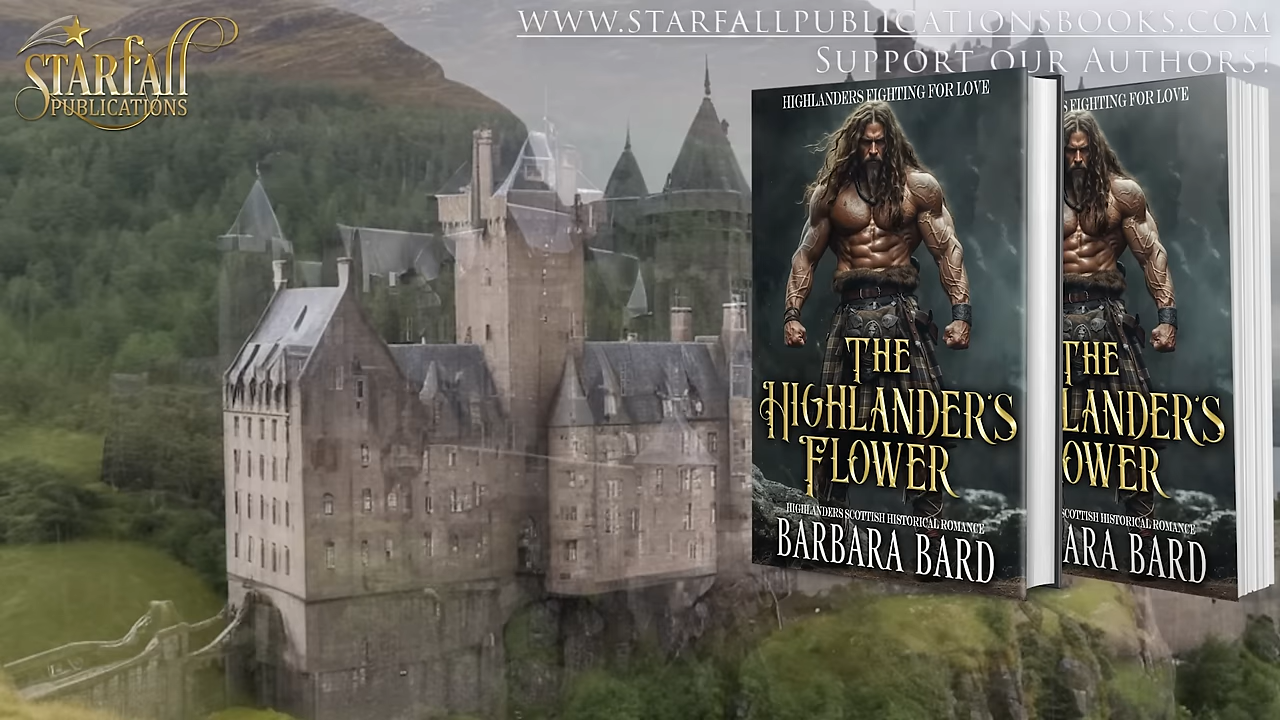 STARfall
PUBLICATIONS
WWW.STARFALLPUBLICATIONSBOOKS.COM
SUPPORT OUR AUTHORS!
HIGHLANDERS FIGHTING FOR LOVE
THE
HIGHLANDER'S
FLOWER
HIGHLANDERS SCOTTISH HISTORICAL ROMANCE
BARBARA BARD
FIGHTING FOR LOVE
THE
LANDER'S
OWER
SCOTTISH HISTORICAL ROMANCE
ARA BARD